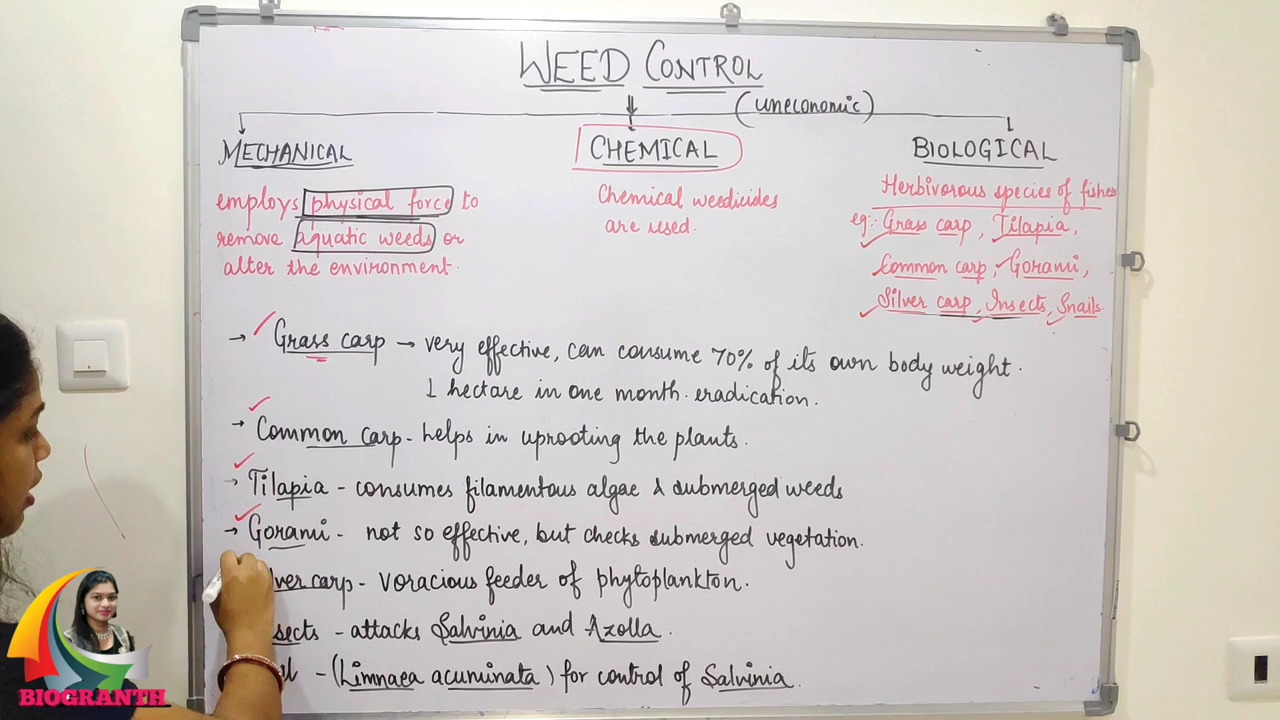 WEED CONTROL
(uneconomic)
MECHANICAL
employs physical force to
remove aquatic weeds or
alter the environment.
CHEMICAL
Chemical weedicides
are used.
BIOLOGICAL
Herbivorous species of fishes
eg:- Grass carp, Tilapia,
Common carp, Gorami,
Silver carp, Insects, Snails.
→ Grass carp → very effective, can consume 70% of its own body weight.
1 hectare in one month. eradication.
→ Common carp - helps in uprooting the plants.
→ Tilapia - consumes filamentous algae & submerged weeds
→ Gorami - not so effective, but checks submerged vegetation.
carp - voracious feeder of phytoplankton.
- attacks Salvinia and Azolla.
- (Limnaea acuminata) for control of Salvinia.
BIOGRANTH